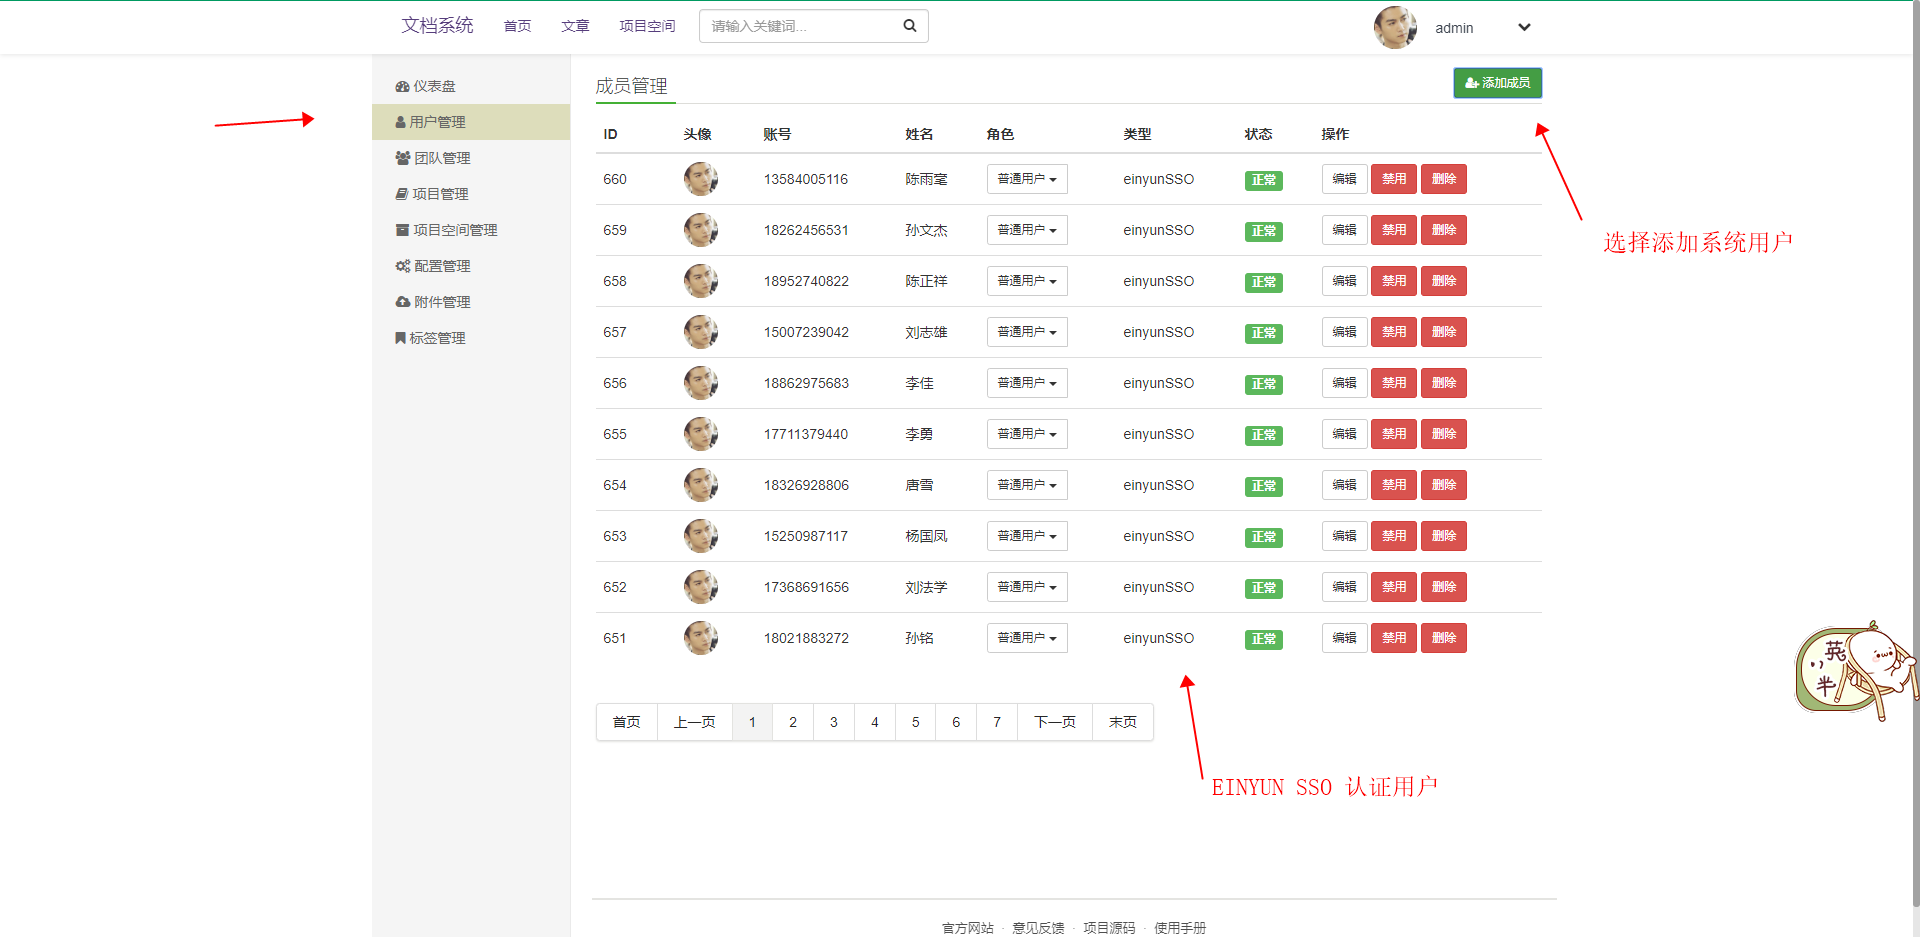 文档系统 首页 文章 项目空间 请输入关键词... admin
仪表盘
用户管理
团队管理
项目管理
项目空间管理
配置管理
附件管理
标签管理
成员管理 添加成员
ID 头像 账号 姓名 角色 类型 状态 操作
660 13584005116 陈雨 普通用户 einyunSSO 正常 编辑 禁用 删除
659 18262456531 孙文杰 普通用户 einyunSSO 正常 编辑 禁用 删除
658 18952740822 陈正祥 普通用户 einyunSSO 正常 编辑 禁用 删除
657 15007239042 刘志雄 普通用户 einyunSSO 正常 编辑 禁用 删除
656 18862975683 李佳 普通用户 einyunSSO 正常 编辑 禁用 删除
655 17711379440 李勇 普通用户 einyunSSO 正常 编辑 禁用 删除
654 18326928806 唐雪 普通用户 einyunSSO 正常 编辑 禁用 删除
653 15250987117 杨国凤 普通用户 einyunSSO 正常 编辑 禁用 删除
652 17368691656 刘法学 普通用户 einyunSSO 正常 编辑 禁用 删除
651 18021883272 孙铭 普通用户 einyunSSO 正常 编辑 禁用 删除
选择添加系统用户
英
半
首页 上一页 1 2 3 4 5 6 7 下一页 末页
EINYUN SSO 认证用户
官方网站 · 意见反馈 · 项目源码 · 使用手册